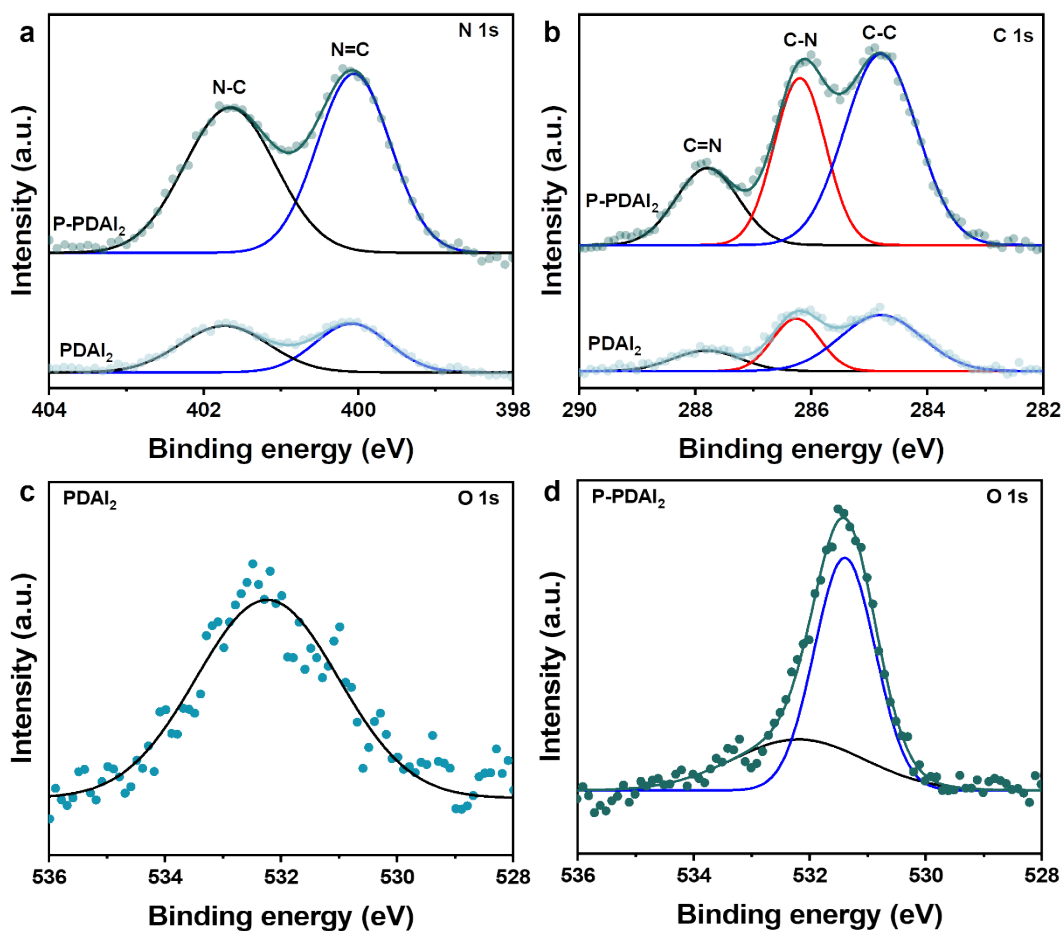 a
N 1s
N-C
N=C
P-PDAI₂
PDAI₂
Intensity (a.u.)
404
402
400
398
Binding energy (eV)
b
C 1s
C=N
C-N
C-C
P-PDAI₂
PDAI₂
Intensity (a.u.)
290
288
286
284
282
Binding energy (eV)
c
PDAI₂
O 1s
Intensity (a.u.)
536
534
532
530
528
Binding energy (eV)
d
P-PDAI₂
O 1s
Intensity (a.u.)
536
534
532
530
528
Binding energy (eV)